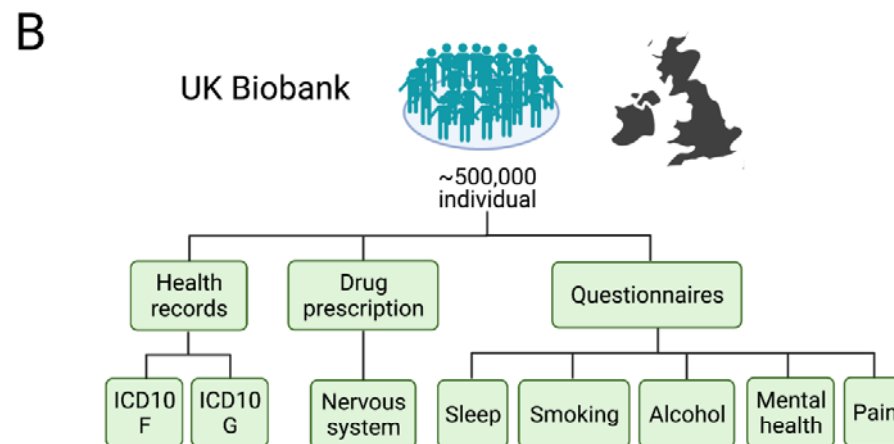 B
UK Biobank
~500,000
individual
Health
records
Drug
prescription
Questionnaires
ICD10
F
ICD10
G
Nervous
system
Sleep
Smoking
Alcohol
Mental
health
Pain